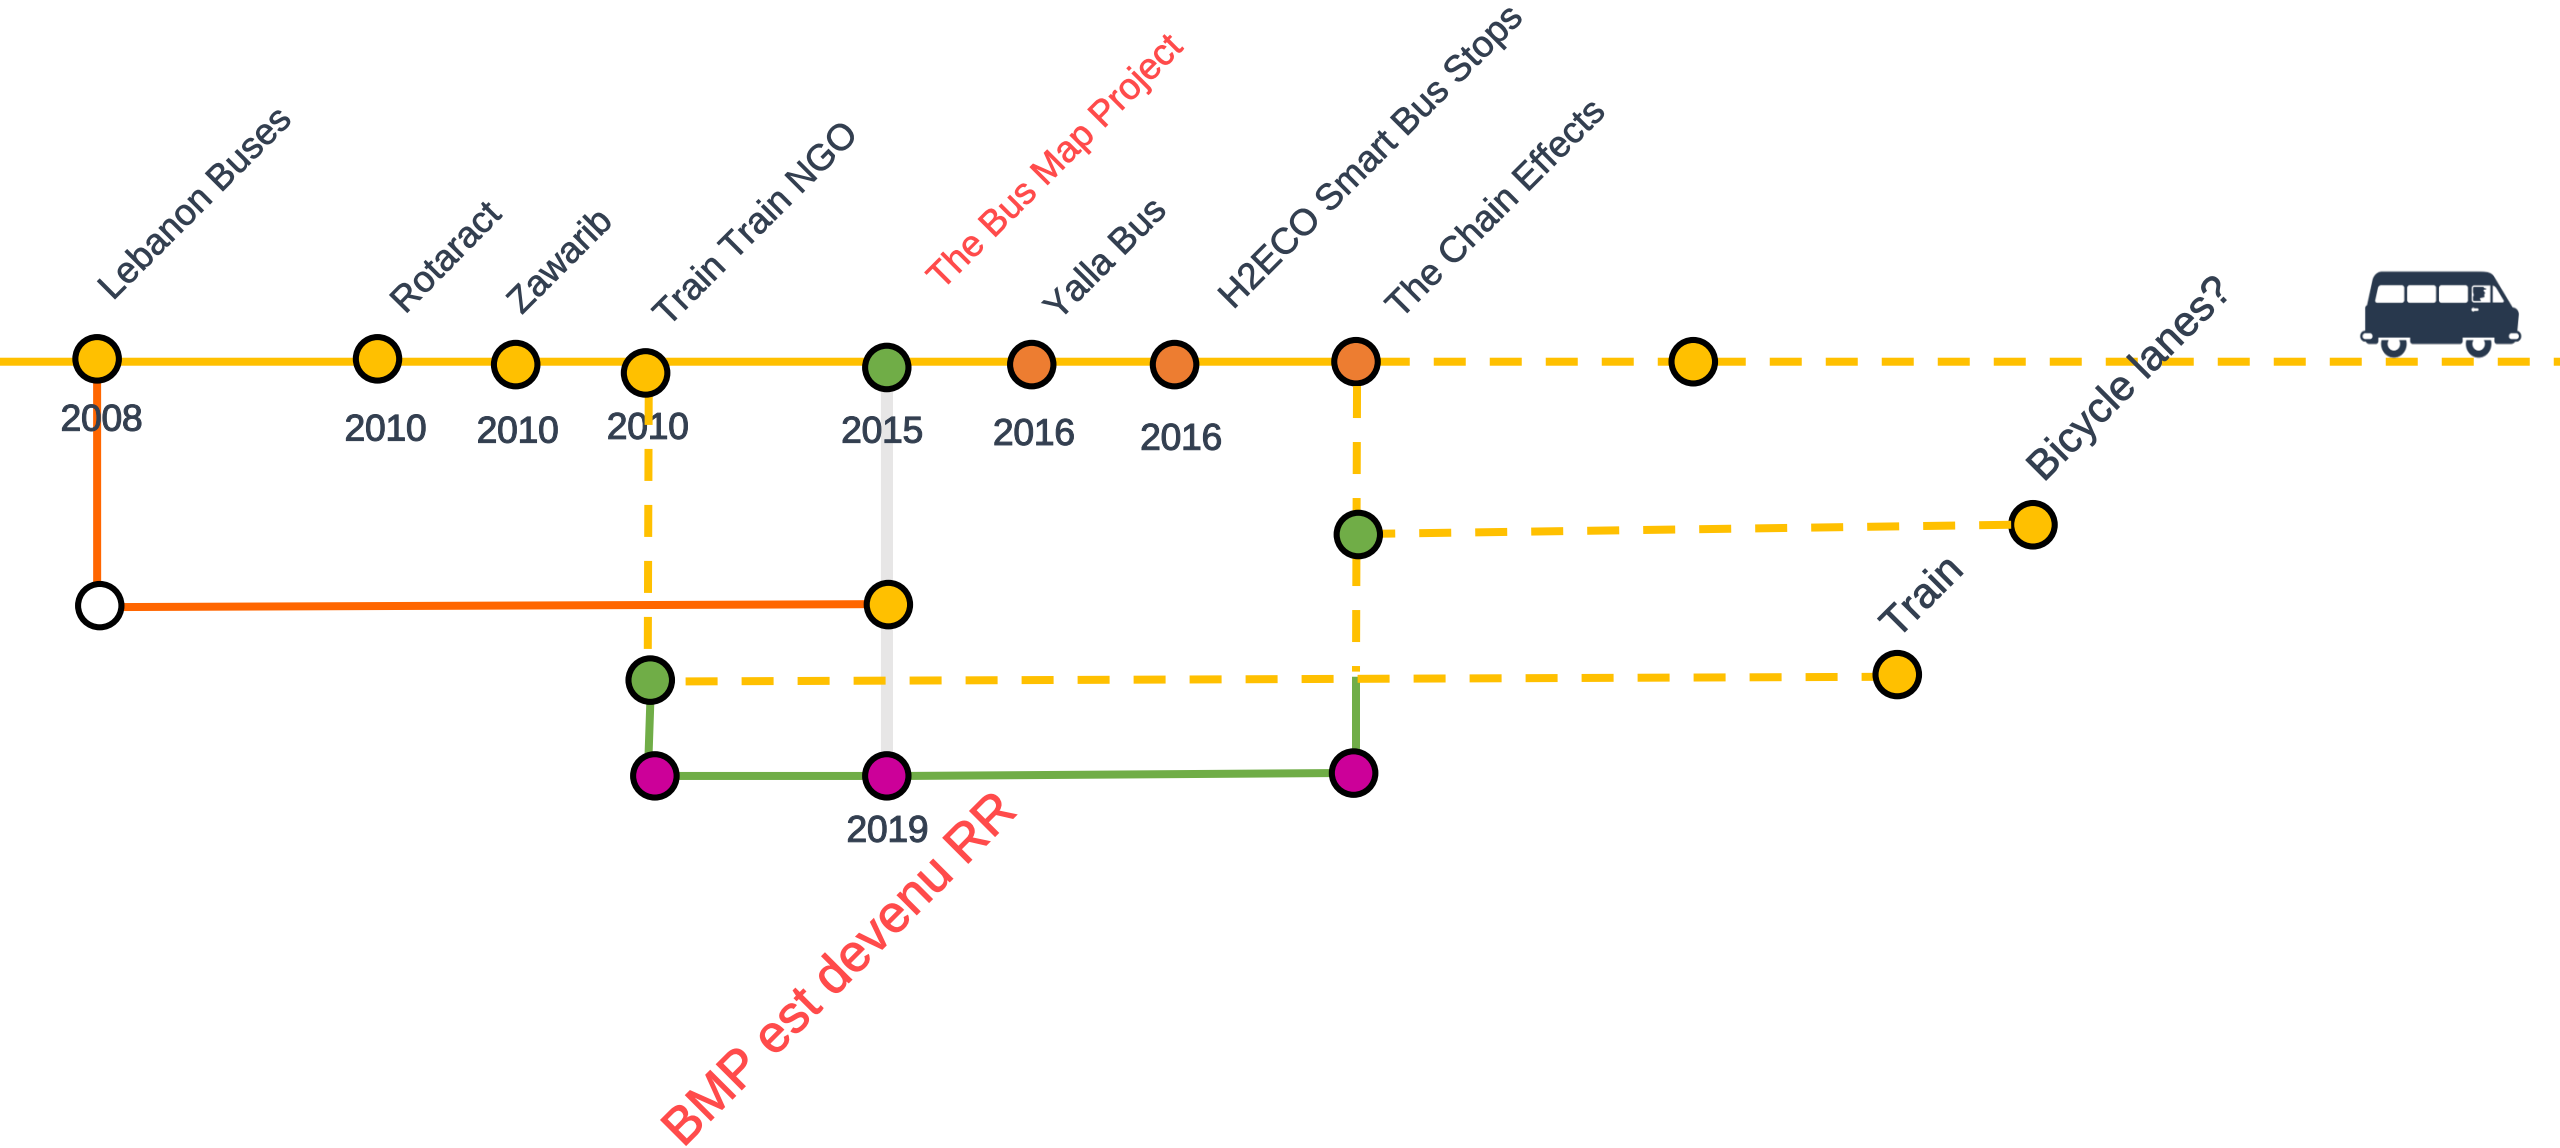 Lebanon Buses
Rotaract
Zawarib
Train Train NGO
The Bus Map Project
Yalla Bus
H2ECO Smart Bus Stops
The Chain Effects
2008
2010
2010
2010
2015
2016
2016
Bicycle lanes?
Train
2019
BMP est devenu RR